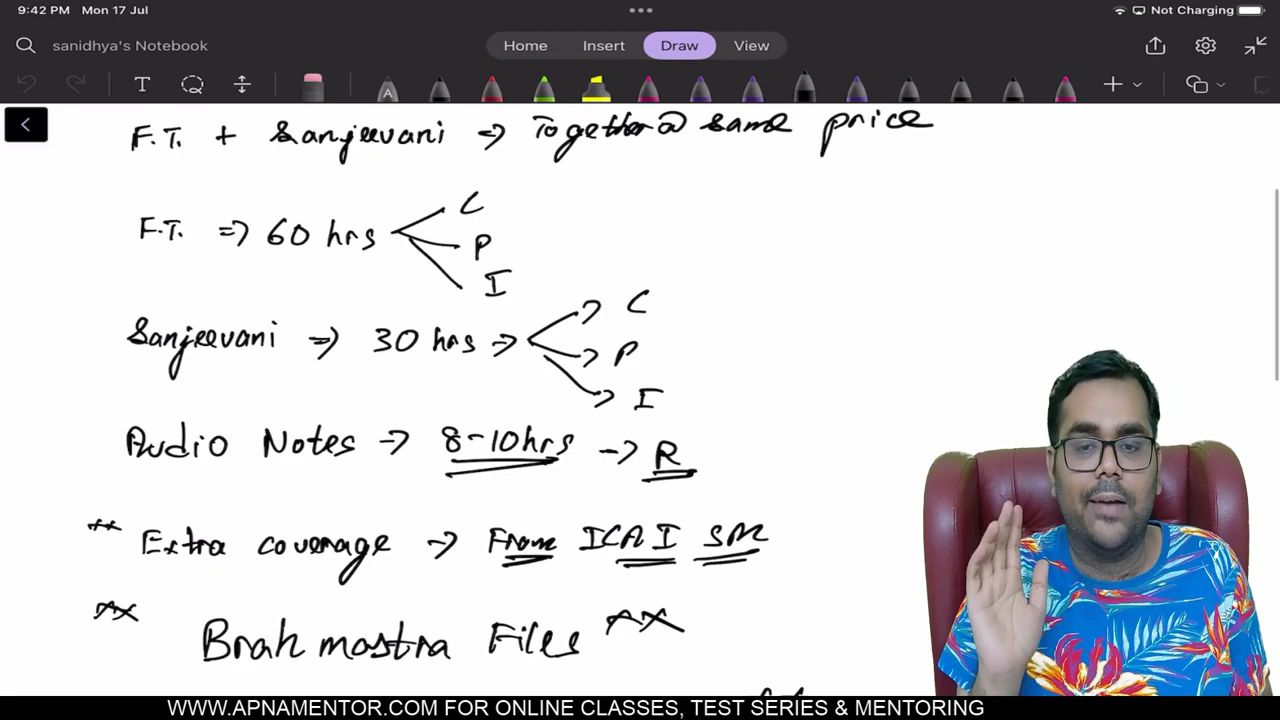 9:42 PM Mon 17 Jul
Not Charging
sanidhya's Notebook
Home Insert Draw View
T
A
F.T. + Sanjeevani => Together @ same price
F.T. => 60 hrs
C
P
I
Sanjeevani => 30 hrs =>
-> C
-> P
-> I
Audio Notes -> 8-10hrs -> R
** Extra coverage -> From ICAI SM
** Brahmastra Files **
WWW.APNAMENTOR.COM FOR ONLINE CLASSES, TEST SERIES & MENTORING